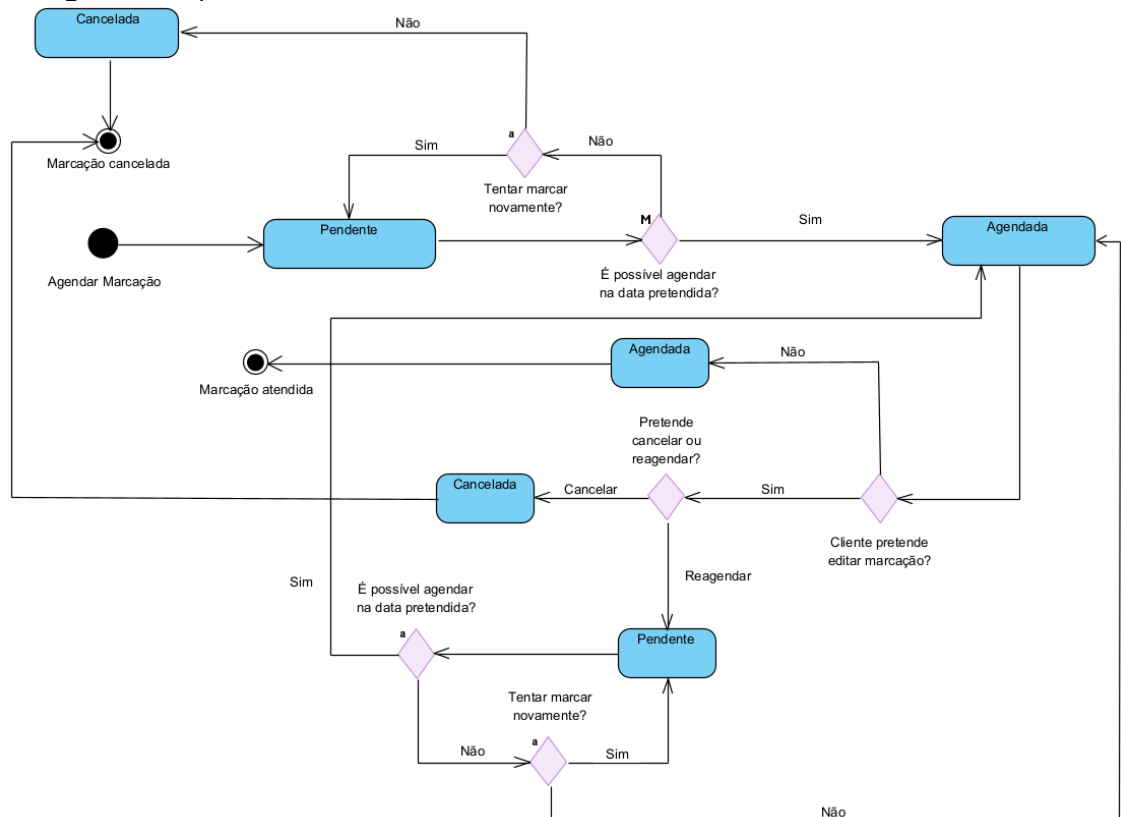 Cancelada
Não
Marcação cancelada
a
Sim
Não
Tentar marcar
novamente?
M
Pendente
Sim
Agendada
É possível agendar
na data pretendida?
Agendar Marcação
Agendada
Não
Marcação atendida
Pretende
cancelar ou
reagendar?
Cancelada
Cancelar
Sim
Cliente pretende
editar marcação?
Sim
Reagendar
É possível agendar
na data pretendida?
a
Pendente
Tentar marcar
novamente?
Não
a
Sim
Não